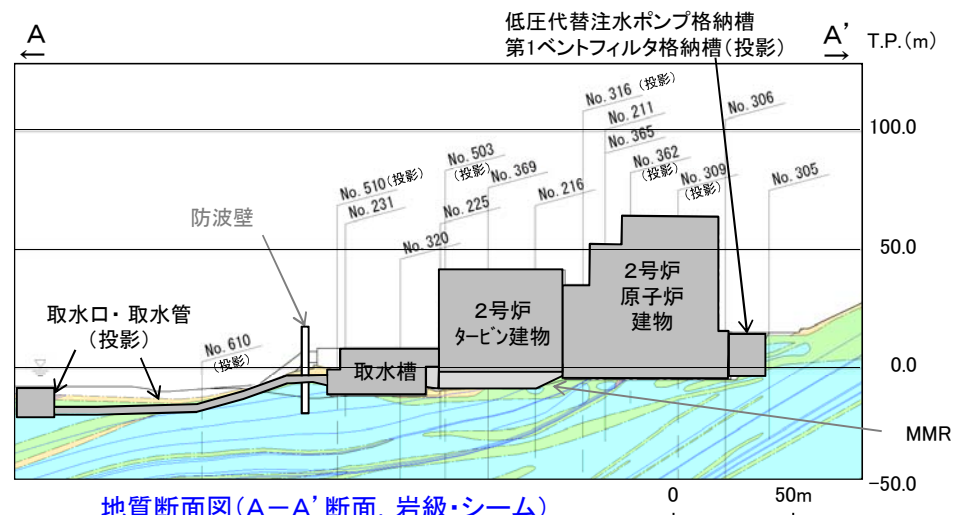 低圧代替注水ポンプ格納槽
第1ベントフィルタ格納槽(投影)
A
A’
T.P.(m)
No. 316 (投影)
No. 211
No. 365
No. 306
100.0
No. 503
(投影)
No. 369
No. 362
(投影)
No. 309
(投影)
No. 305
No. 510 (投影)
No. 231
No. 225
No. 216
防波壁
No. 320
50.0
2号炉
原子炉
建物
2号炉
タービン建物
取水口・取水管
(投影)
No. 610
(投影)
取水槽
0.0
MMR
-50.0
地質断面図(A-A’断面,岩級・シーム)
0
50m